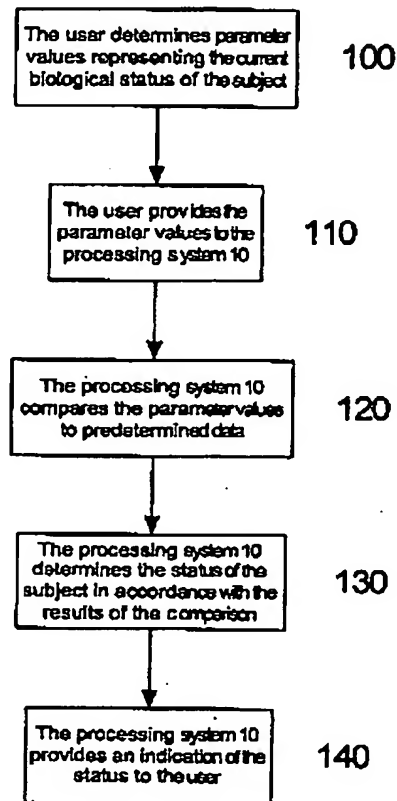 The user determines parameter
values representing the current
biological status of the subject
100
The user provides the
parameter values to the
processing system 10
110
The processing system 10
compares the parameter values
to predetermined data
120
The processing system 10
determines the status of the
subject in accordance with the
results of the comparison
130
The processing system 10
provides an indication of the
status to the user
140